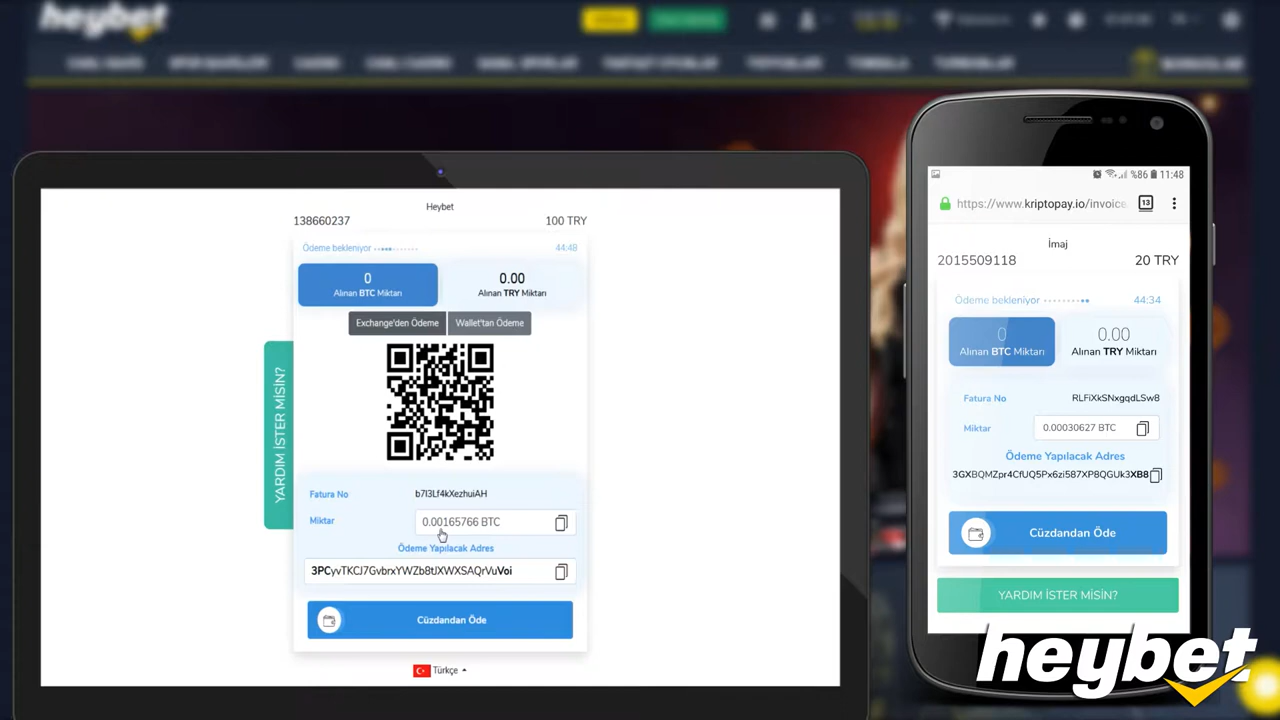 heybet
Heybet
138660237 100 TRY
Ödeme bekleniyor 44:48
0 0.00
Alınan BTC Miktarı Alınan TRY Miktarı
Exchange'den Ödeme Wallet'tan Ödeme
YARDIM İSTER MİSİN?
Fatura No b7l3Lf4kXezhuiAH
Miktar 0.00165766 BTC
Ödeme Yapılacak Adres
3PCyvTKCJ7GvbrxYWZb8tJXWXSAQrVuVoi
Cüzdandan Öde
Türkçe
%86 11:48
https://www.kriptopay.io/invoice. 13
İmaj
2015509118 20 TRY
Ödeme bekleniyor 44:34
0 0.00
Alınan BTC Miktarı Alınan TRY Miktarı
Fatura No RLFiXkSNxgqdLSw8
Miktar 0.00030627 BTC
Ödeme Yapılacak Adres
3GXBQMZpr4CfUQ5Px6zi587XP8QGUk3XB8
Cüzdandan Öde
YARDIM İSTER MİSİN?
heybet